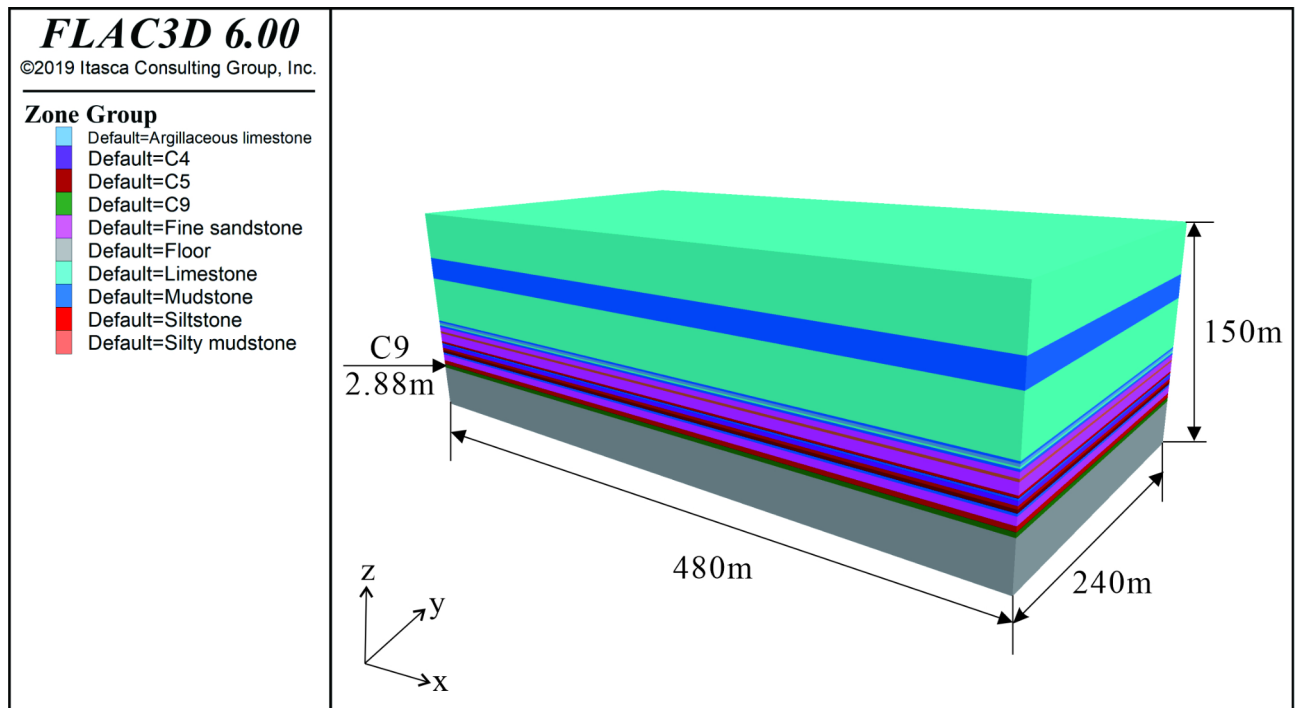 FLAC3D 6.00
©2019 Itasca Consulting Group, Inc.
Zone Group
Default=Argillaceous limestone
Default=C4
Default=C5
Default=C9
Default=Fine sandstone
Default=Floor
Default=Limestone
Default=Mudstone
Default=Siltstone
Default=Silty mudstone
C9
2.88m
150m
480m
240m
z
y
x